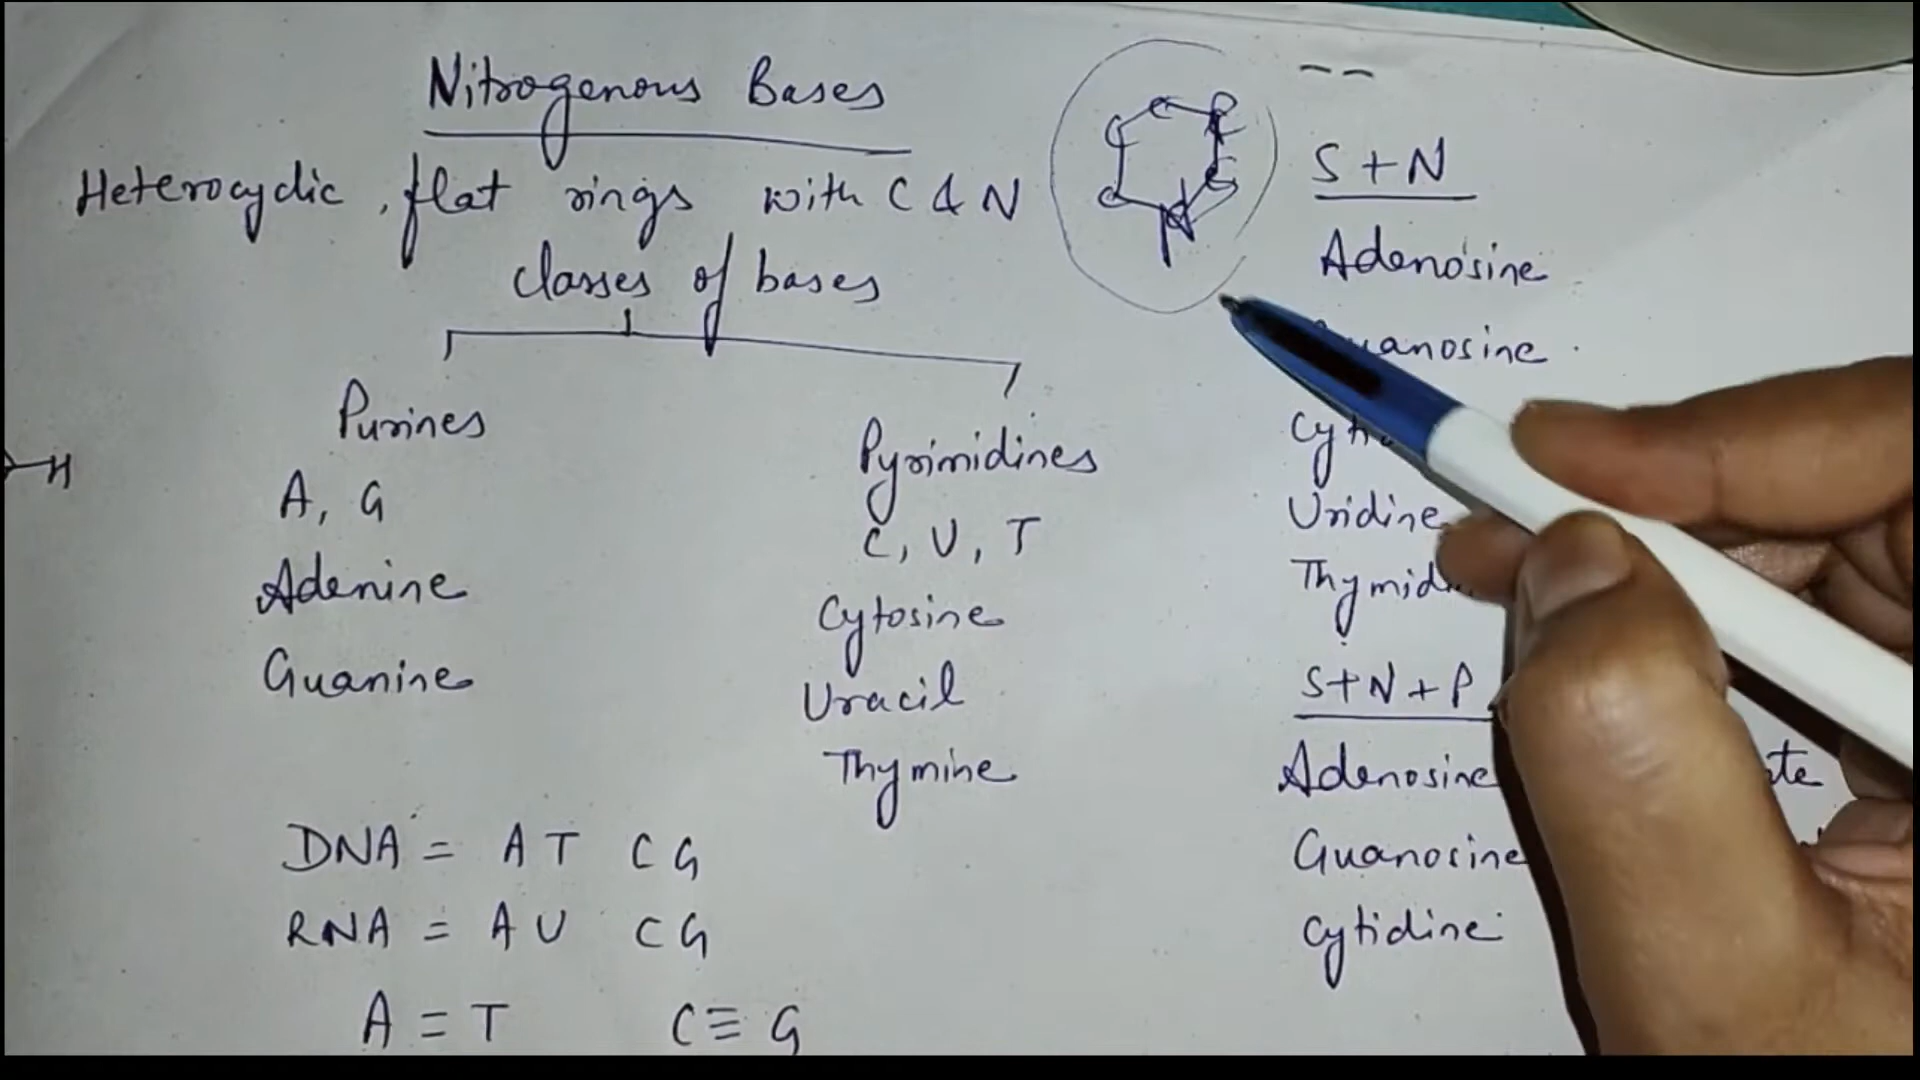 Nitrogenous Bases
Heterocyclic, flat rings with C & N
classes of bases
Purines
A, G
Adenine
Guanine
Pyrimidines
C, U, T
Cytosine
Uracil
Thymine
DNA = A T C G
RNA = A U C G
A = T C ≡ G
H
S + N
Adenosine
Uridine
S + N + P
Adenosine
Guanosine
Cytidine